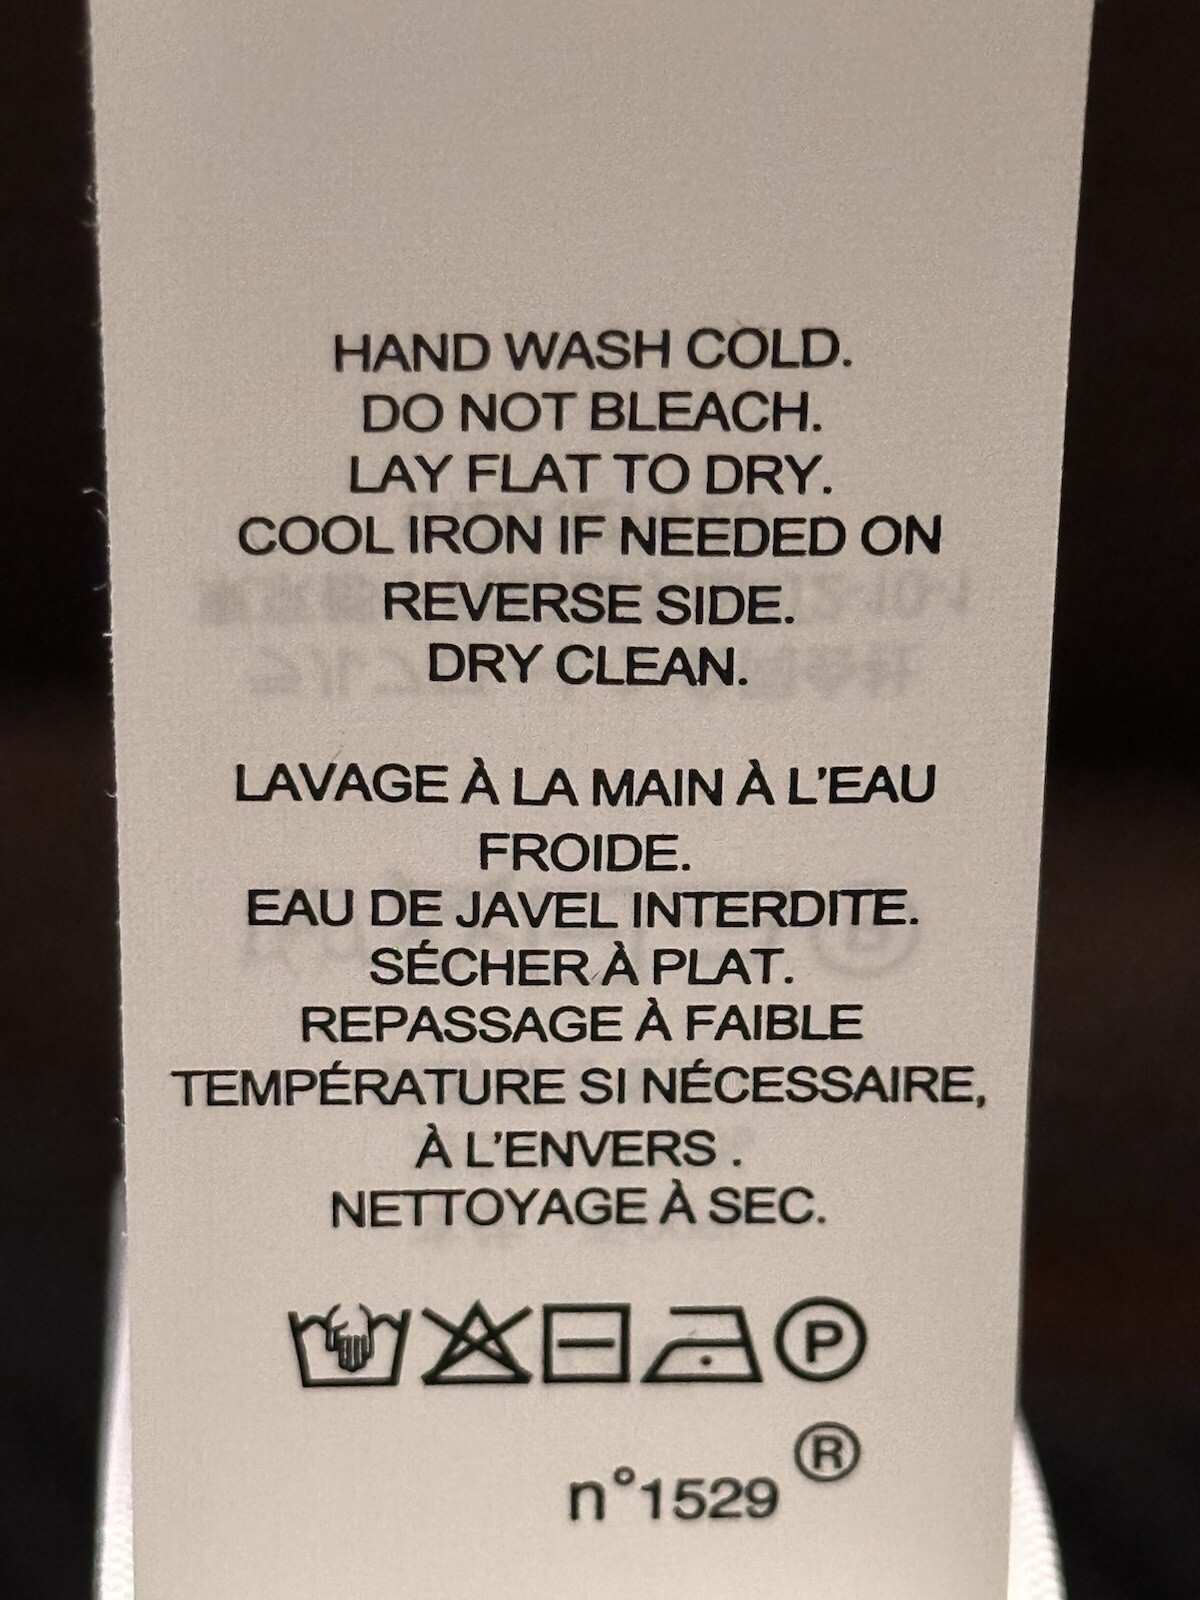 HAND WASH COLD.
DO NOT BLEACH.
LAY FLAT TO DRY.
COOL IRON IF NEEDED ON
REVERSE SIDE.
DRY CLEAN.
LAVAGE À LA MAIN À L'EAU
FROIDE.
EAU DE JAVEL INTERDITE.
SÉCHER À PLAT.
REPASSAGE À FAIBLE
TEMPÉRATURE SI NÉCESSAIRE,
À L'ENVERS .
NETTOYAGE À SEC.
P
n°1529 ®